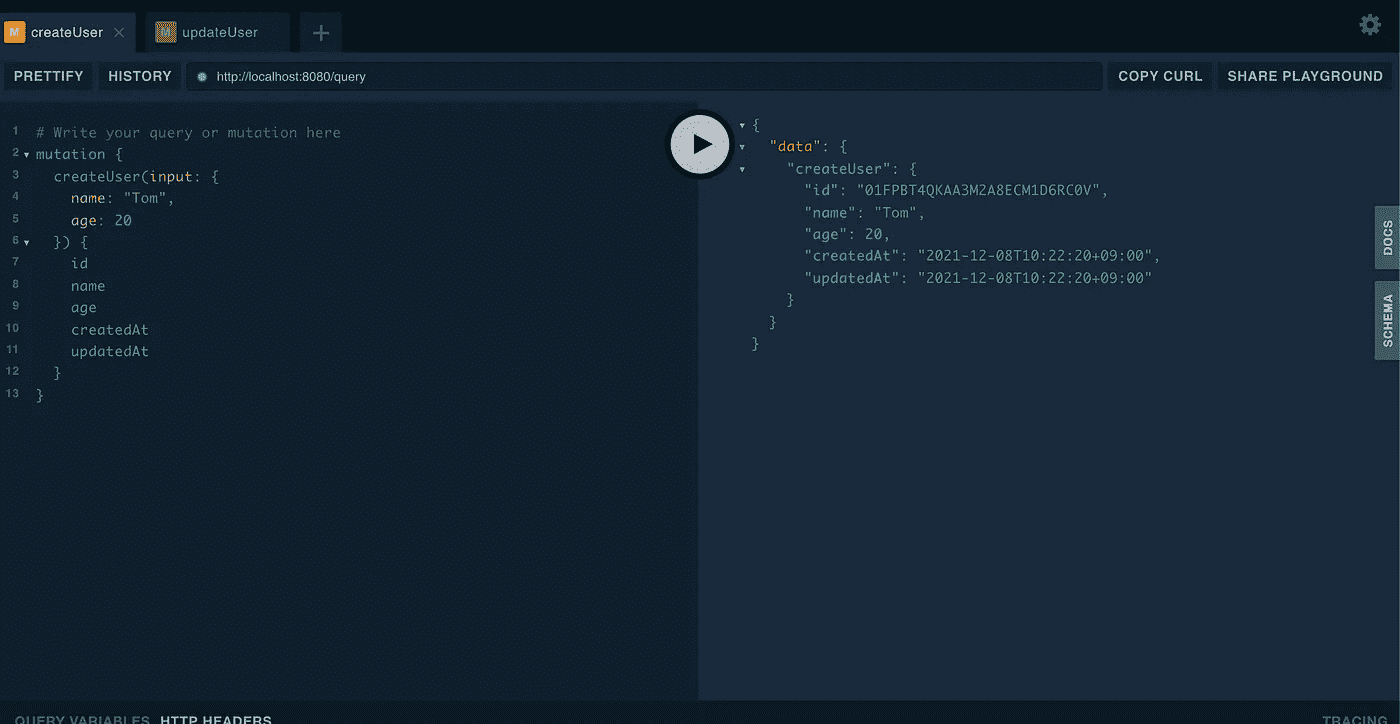 M createUser ×
M updateUser
+
PRETTIFY HISTORY http://localhost:8080/query COPY CURL SHARE PLAYGROUND
1 # Write your query or mutation here
2 mutation {
3 createUser(input: {
4 name: "Tom",
5 age: 20
6 }) {
7 id
8 name
9 age
10 createdAt
11 updatedAt
12 }
13 }
{
"data": {
"createUser": {
"id": "01FPBT4QKAA3M2A8ECM1D6RC0V",
"name": "Tom",
"age": 20,
"createdAt": "2021-12-08T10:22:20+09:00",
"updatedAt": "2021-12-08T10:22:20+09:00"
}
}
}
DOCS
SCHEMA
QUERY VARIABLES HTTP HEADERS
TRACING